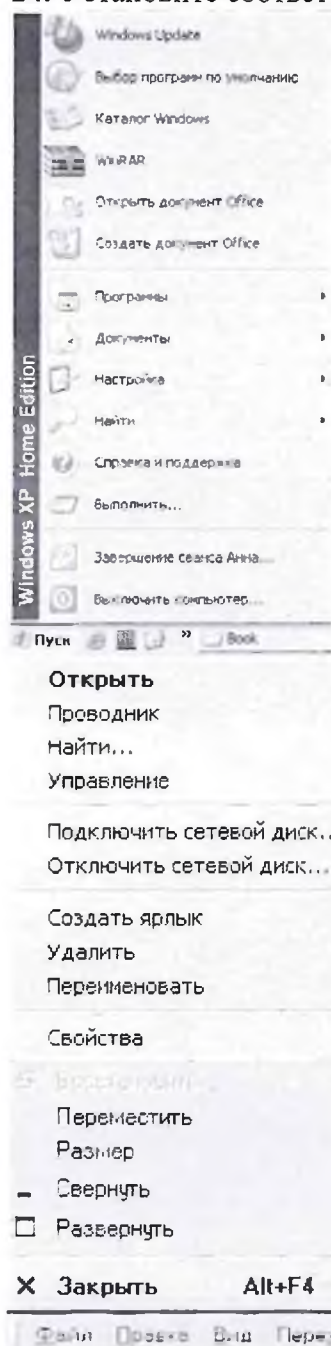 Windows Update
Выбор программ по умолчанию
Каталог Windows
WinRAR
Открыть документ Office
Создать документ Office
Программы
Документы
Настройка
Найти
Справка и поддержка
Выполнить...
Завершение сеанса Анна...
Выключить компьютер...
Windows XP Home Edition
Пуск » Book
Открыть
Проводник
Найти...
Управление
Подключить сетевой диск...
Отключить сетевой диск...
Создать ярлык
Удалить
Переименовать
Свойства
Переместить
Размер
Свернуть
Развернуть
Закрыть Alt+F4
Файл Правка Вид